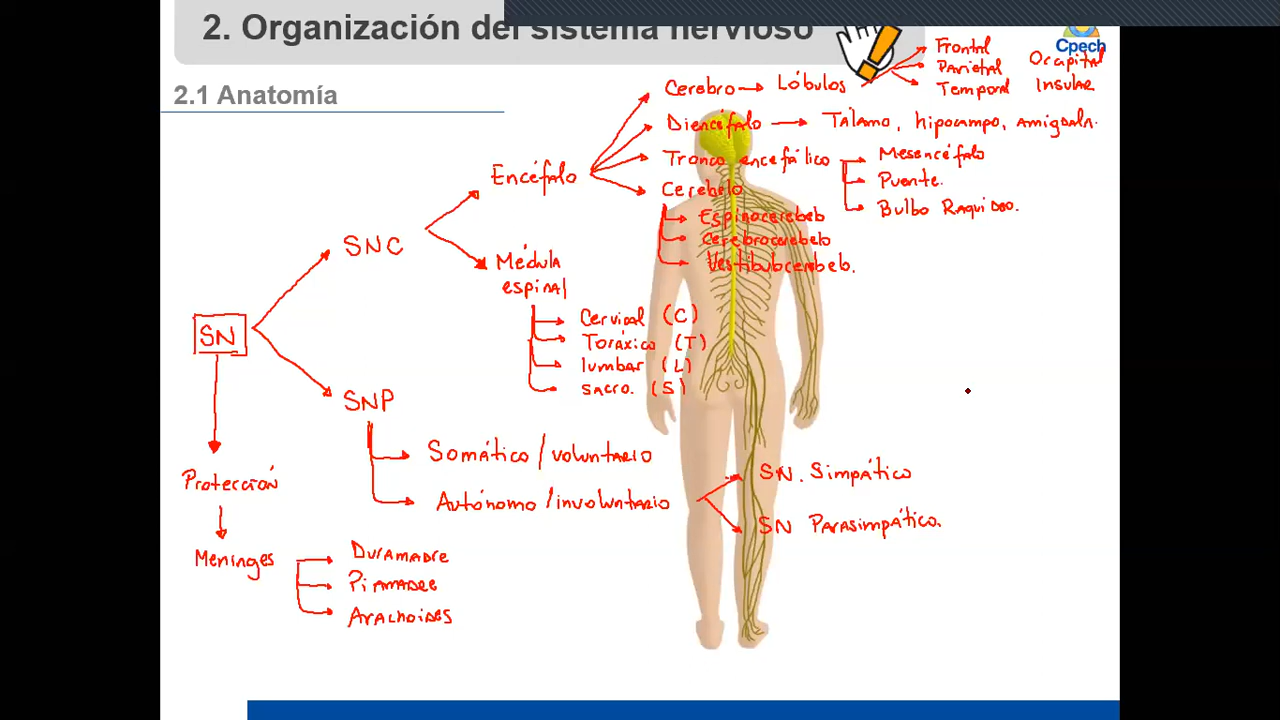 2. Organización del sistema nervioso
Cpech
2.1 Anatomía
Frontal
Parietal
Temporal
Occipital
Insular
Cerebro → Lóbulos
Diencéfalo → Tálamo, hipocampo, amigdala.
Tronco encefálico
Mesencéfalo
Puente.
Bulbo Raquideo.
Cerebelo
Espinocerebelo
Cerebrocerebelo
Vestibulocerebelo.
Encéfalo
SNC
Médula
espinal
Cervical (C)
Toráxico (T)
lumbar (L)
sacro. (S)
SN
SNP
Somático / voluntario
Autónomo / involuntario
SN. Simpático
SN Parasimpático.
Protección
Meninges
Duramadre
Piamadre
Aracnoides